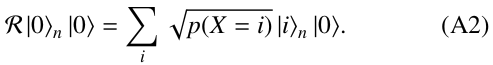 ℛ|0⟩ₙ |0⟩ = ∑ᵢ √p(X = i) |i⟩ₙ |0⟩. (A2)